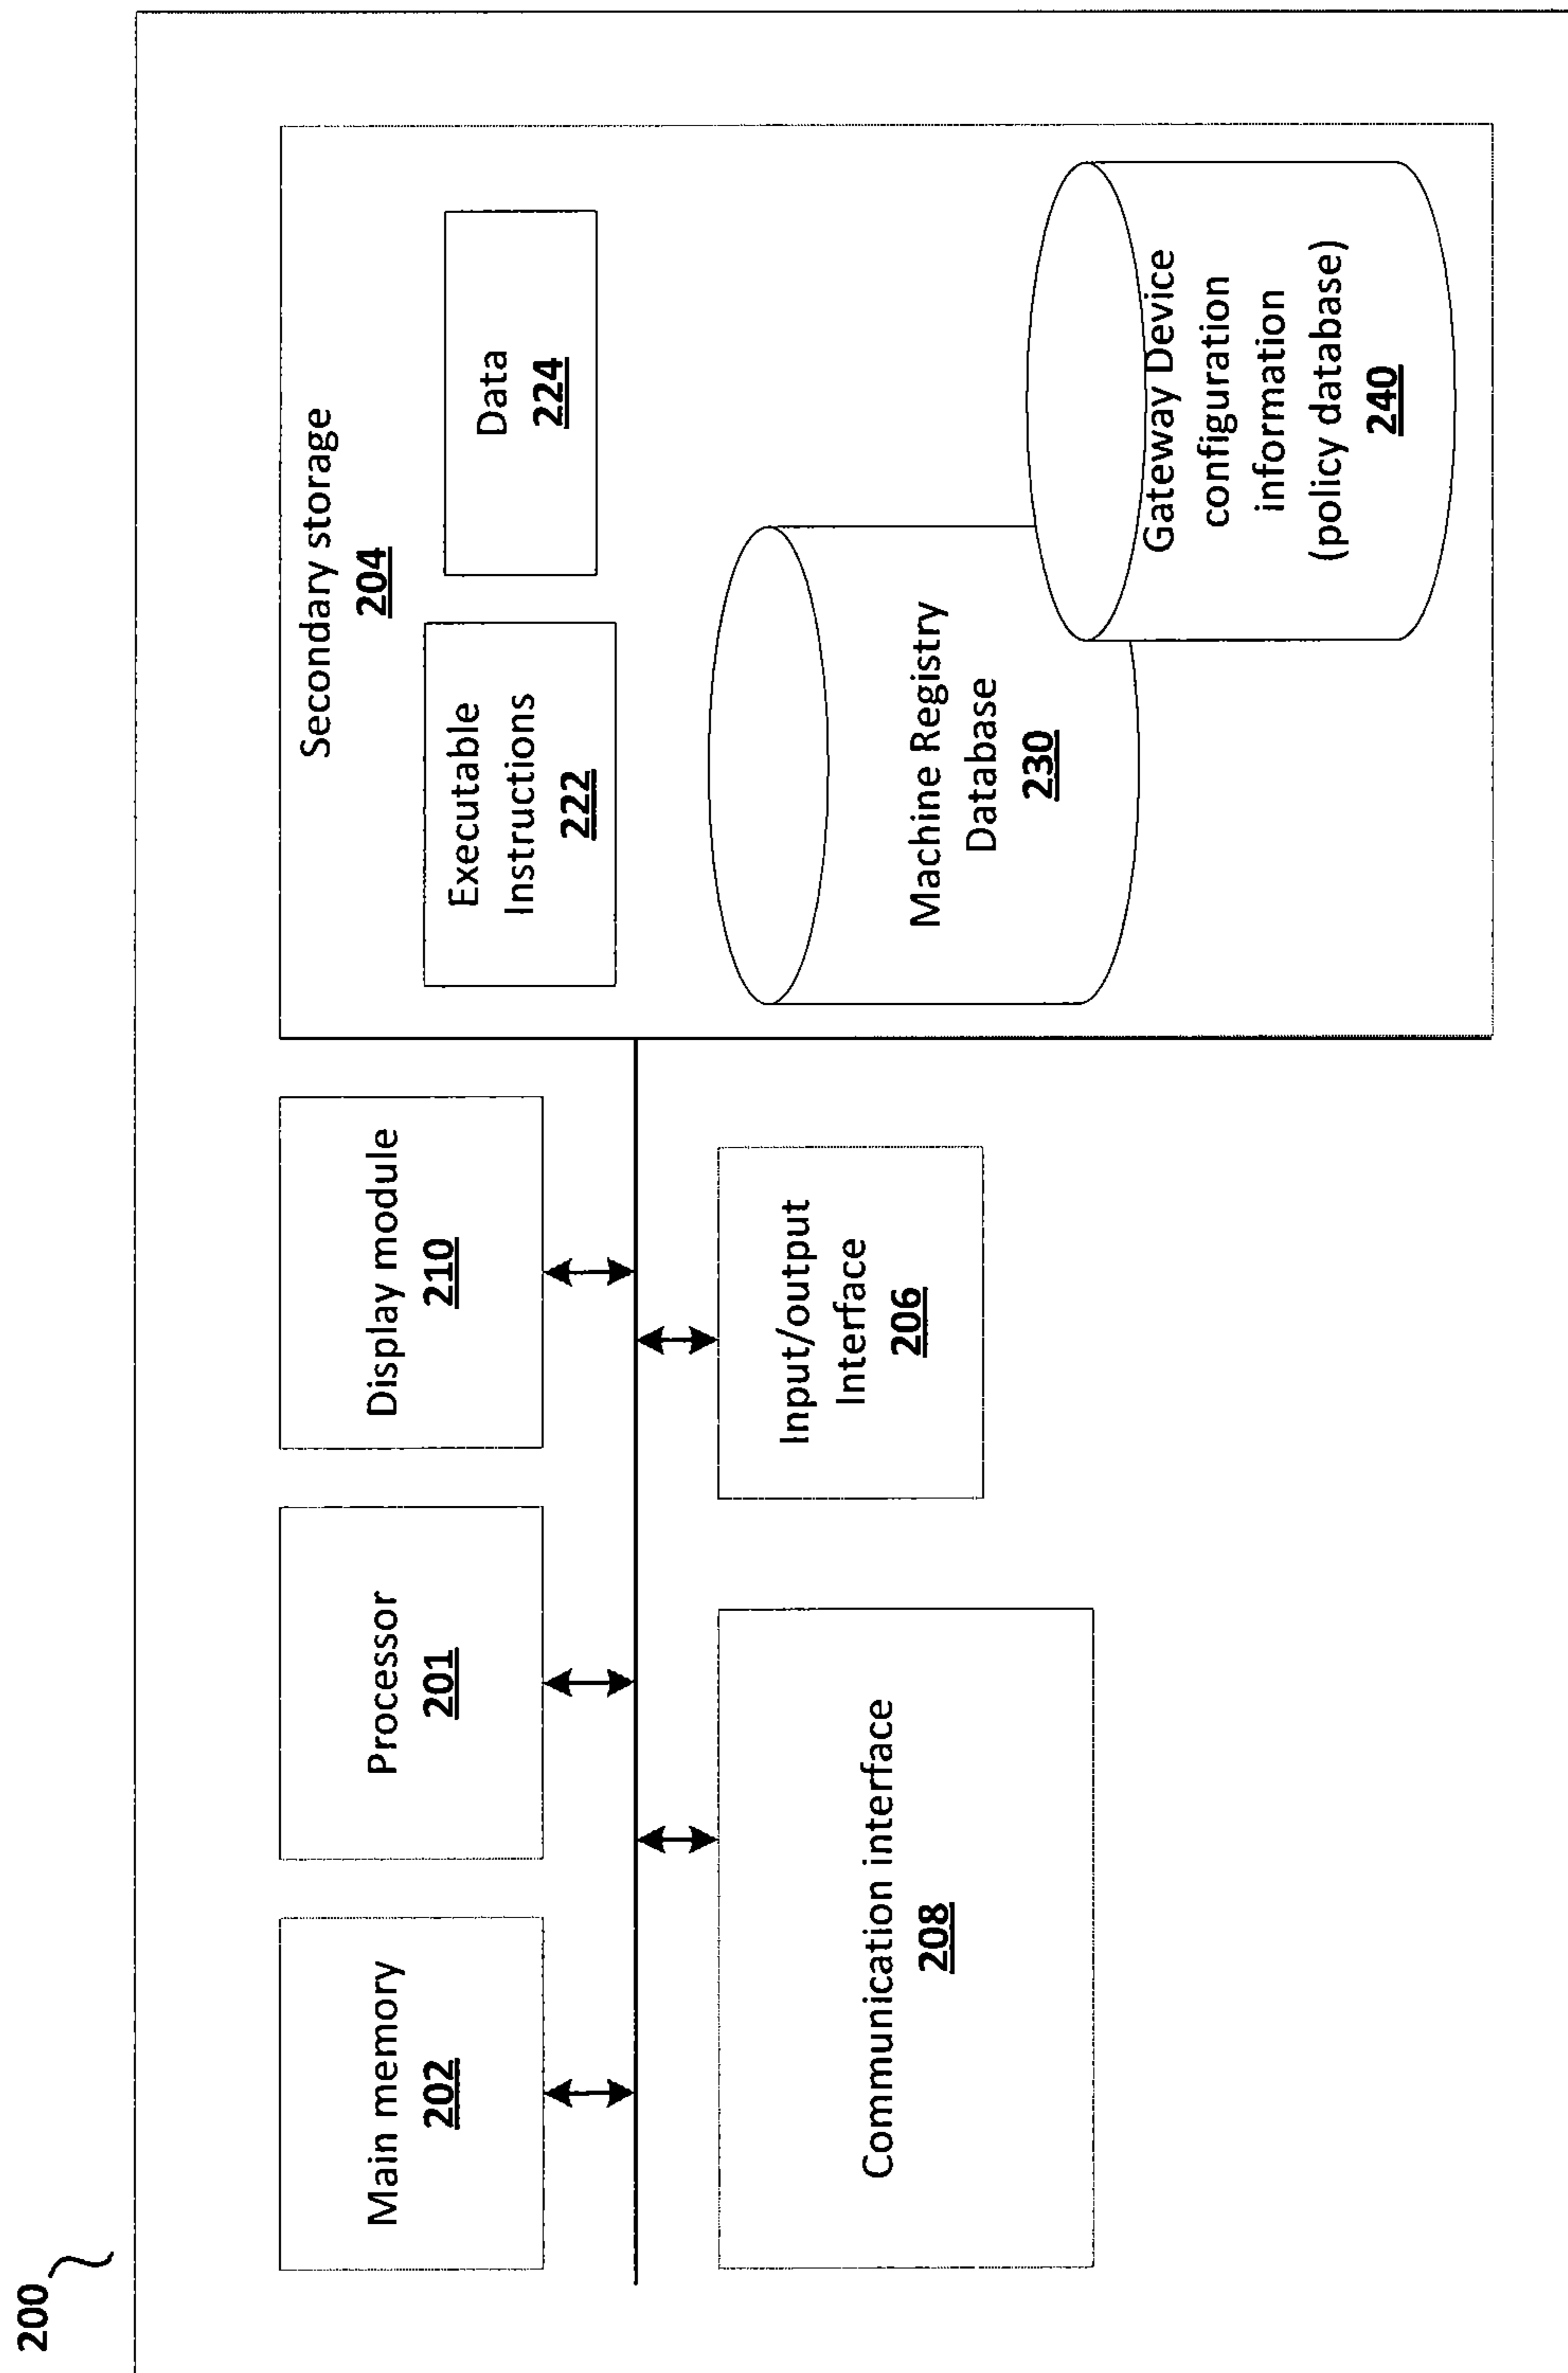 200
Main memory
202
Processor
201
Display module
210
Secondary storage
204
Executable
Instructions
222
Data
224
Communication interface
208
Input/output
Interface
206
Machine Registry
Database
230
Gateway Device
configuration
information
(policy database)
240